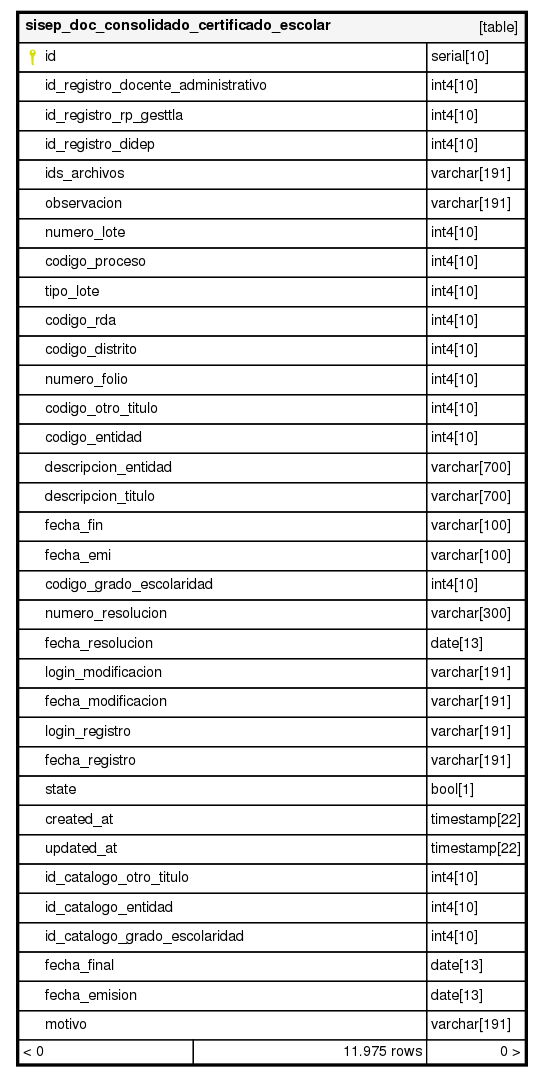 sisep_doc_consolidado_certificado_escolar [table]
id serial[10]
id_registro_docente_administrativo int4[10]
id_registro_rp_gesttla int4[10]
id_registro_didep int4[10]
ids_archivos varchar[191]
observacion varchar[191]
numero_lote int4[10]
codigo_proceso int4[10]
tipo_lote int4[10]
codigo_rda int4[10]
codigo_distrito int4[10]
numero_folio int4[10]
codigo_otro_titulo int4[10]
codigo_entidad int4[10]
descripcion_entidad varchar[700]
descripcion_titulo varchar[700]
fecha_fin varchar[100]
fecha_emi varchar[100]
codigo_grado_escolaridad int4[10]
numero_resolucion varchar[300]
fecha_resolucion date[13]
login_modificacion varchar[191]
fecha_modificacion varchar[191]
login_registro varchar[191]
fecha_registro varchar[191]
state bool[1]
created_at timestamp[22]
updated_at timestamp[22]
id_catalogo_otro_titulo int4[10]
id_catalogo_entidad int4[10]
id_catalogo_grado_escolaridad int4[10]
fecha_final date[13]
fecha_emision date[13]
motivo varchar[191]
< 0 11.975 rows 0 >